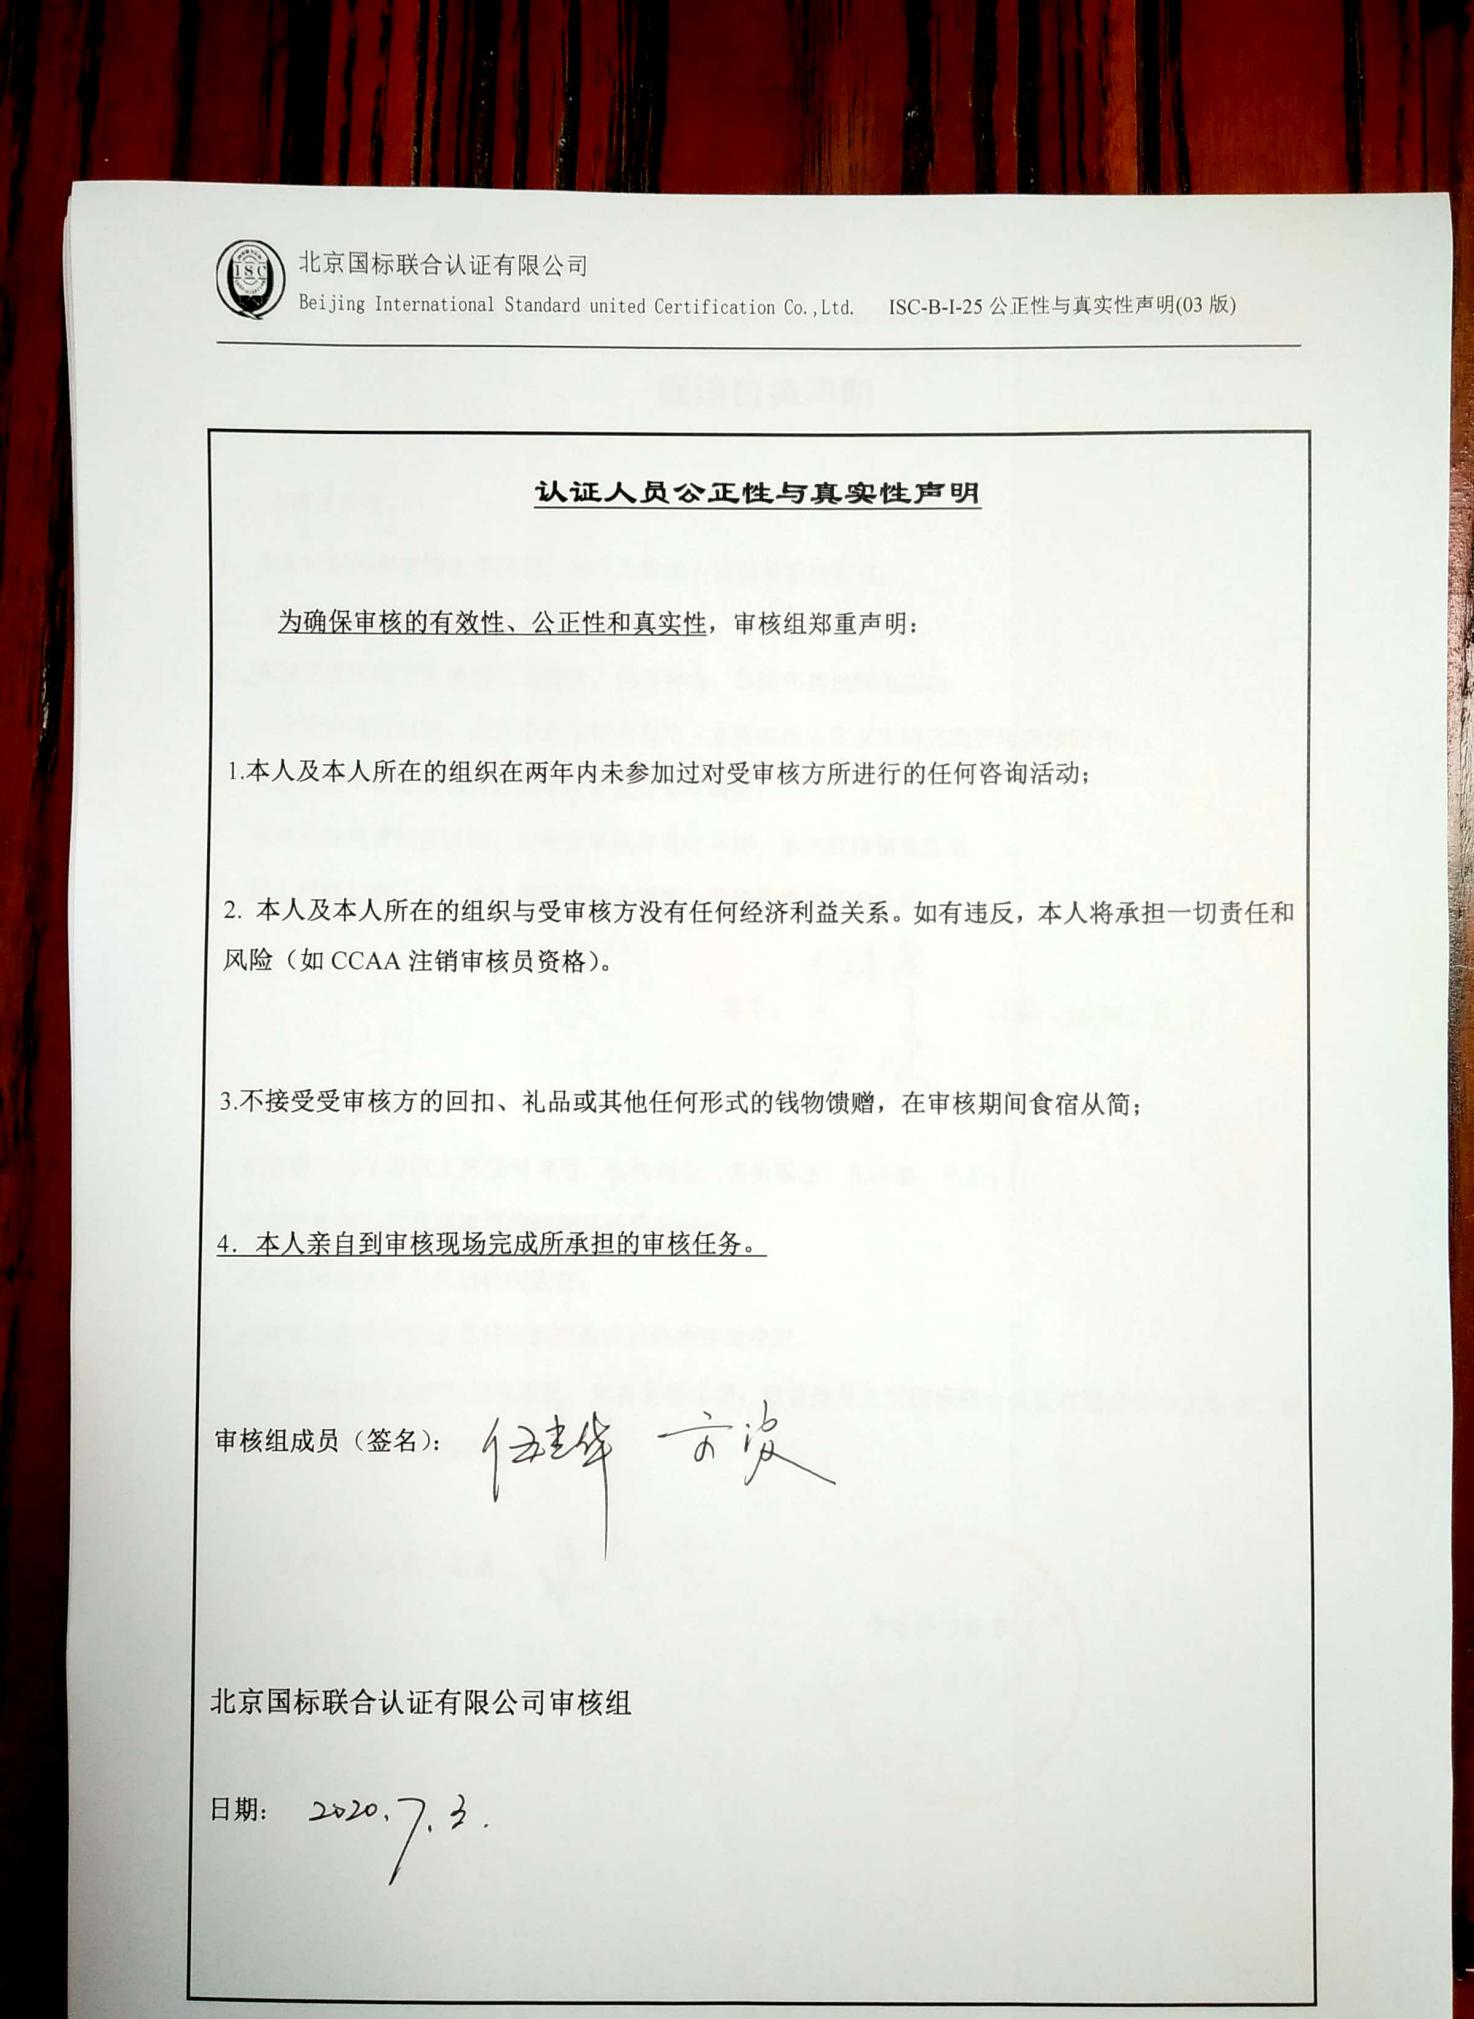 ISC
北京国标联合认证有限公司
Beijing International Standard united Certification Co.,Ltd. ISC-B-I-25 公正性与真实性声明(03 版)
认证人员公正性与真实性声明
为确保审核的有效性、公正性和真实性，审核组郑重声明：
1.本人及本人所在的组织在两年内未参加过对受审核方所进行的任何咨询活动；
2. 本人及本人所在的组织与受审核方没有任何经济利益关系。如有违反，本人将承担一切责任和
风险（如 CCAA 注销审核员资格）。
3.不接受受审核方的回扣、礼品或其他任何形式的钱物馈赠，在审核期间食宿从简；
4．本人亲自到审核现场完成所承担的审核任务。
审核组成员（签名）： 伍光华
北京国标联合认证有限公司审核组
日期： 2020.7.3.